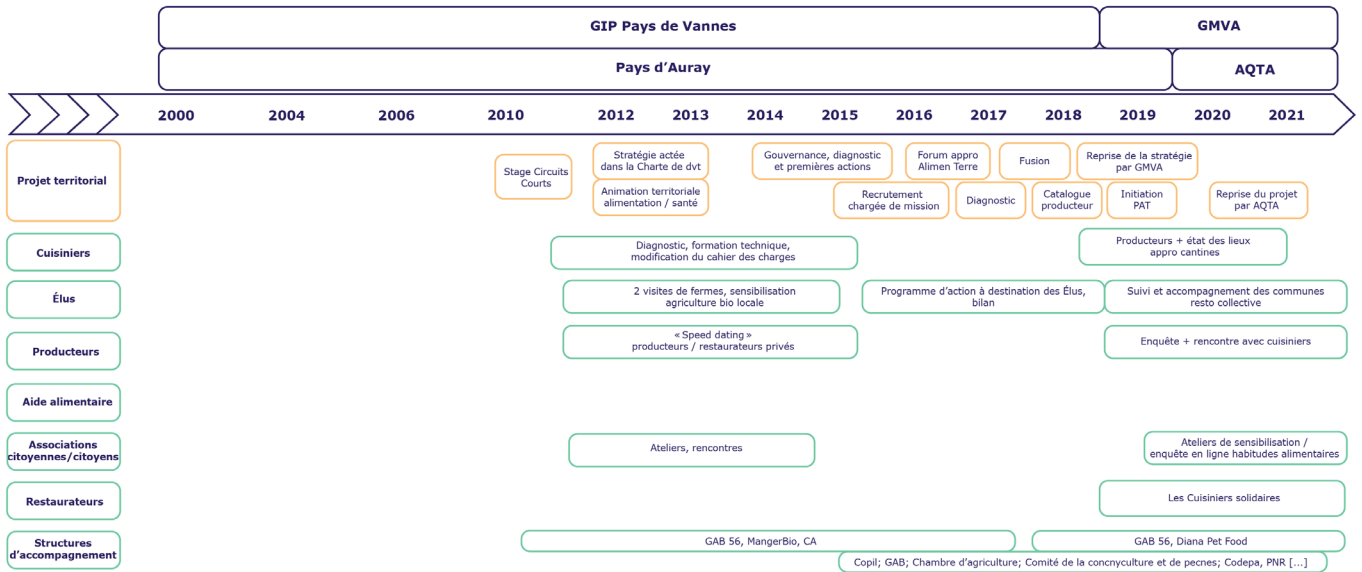 GIP Pays de Vannes
GMVA
Pays d’Auray
AQTA
2000
2004
2006
2010
2012
2013
2014
2015
2016
2017
2018
2019
2020
2021
Projet territorial
Stage Circuits
Courts
Stratégie actée
dans la Charte de dvt
Animation territoriale
alimentation / santé
Gouvernance, diagnostic
et premières actions
Recrutement
chargée de mission
Forum appro
Alimen Terre
Diagnostic
Fusion
Catalogue
producteur
Reprise de la stratégie
par GMVA
Initiation
PAT
Reprise du projet
par AQTA
Cuisiniers
Diagnostic, formation technique,
modification du cahier des charges
Producteurs + état des lieux
appro cantines
Élus
2 visites de fermes, sensibilisation
agriculture bio locale
Programme d’action à destination des Élus,
bilan
Suivi et accompagnement des communes
resto collective
Producteurs
« Speed dating »
producteurs / restaurateurs privés
Enquête + rencontre avec cuisiniers
Aide alimentaire
Associations
citoyennes/citoyens
Ateliers, rencontres
Ateliers de sensibilisation /
enquête en ligne habitudes alimentaires
Restaurateurs
Les Cuisiniers solidaires
Structures
d’accompagnement
GAB 56, MangerBio, CA
GAB 56, Diana Pet Food
Copil; GAB; Chambre d’agriculture; Comité de la concnyculture et de pecnes; Codepa, PNR [...]